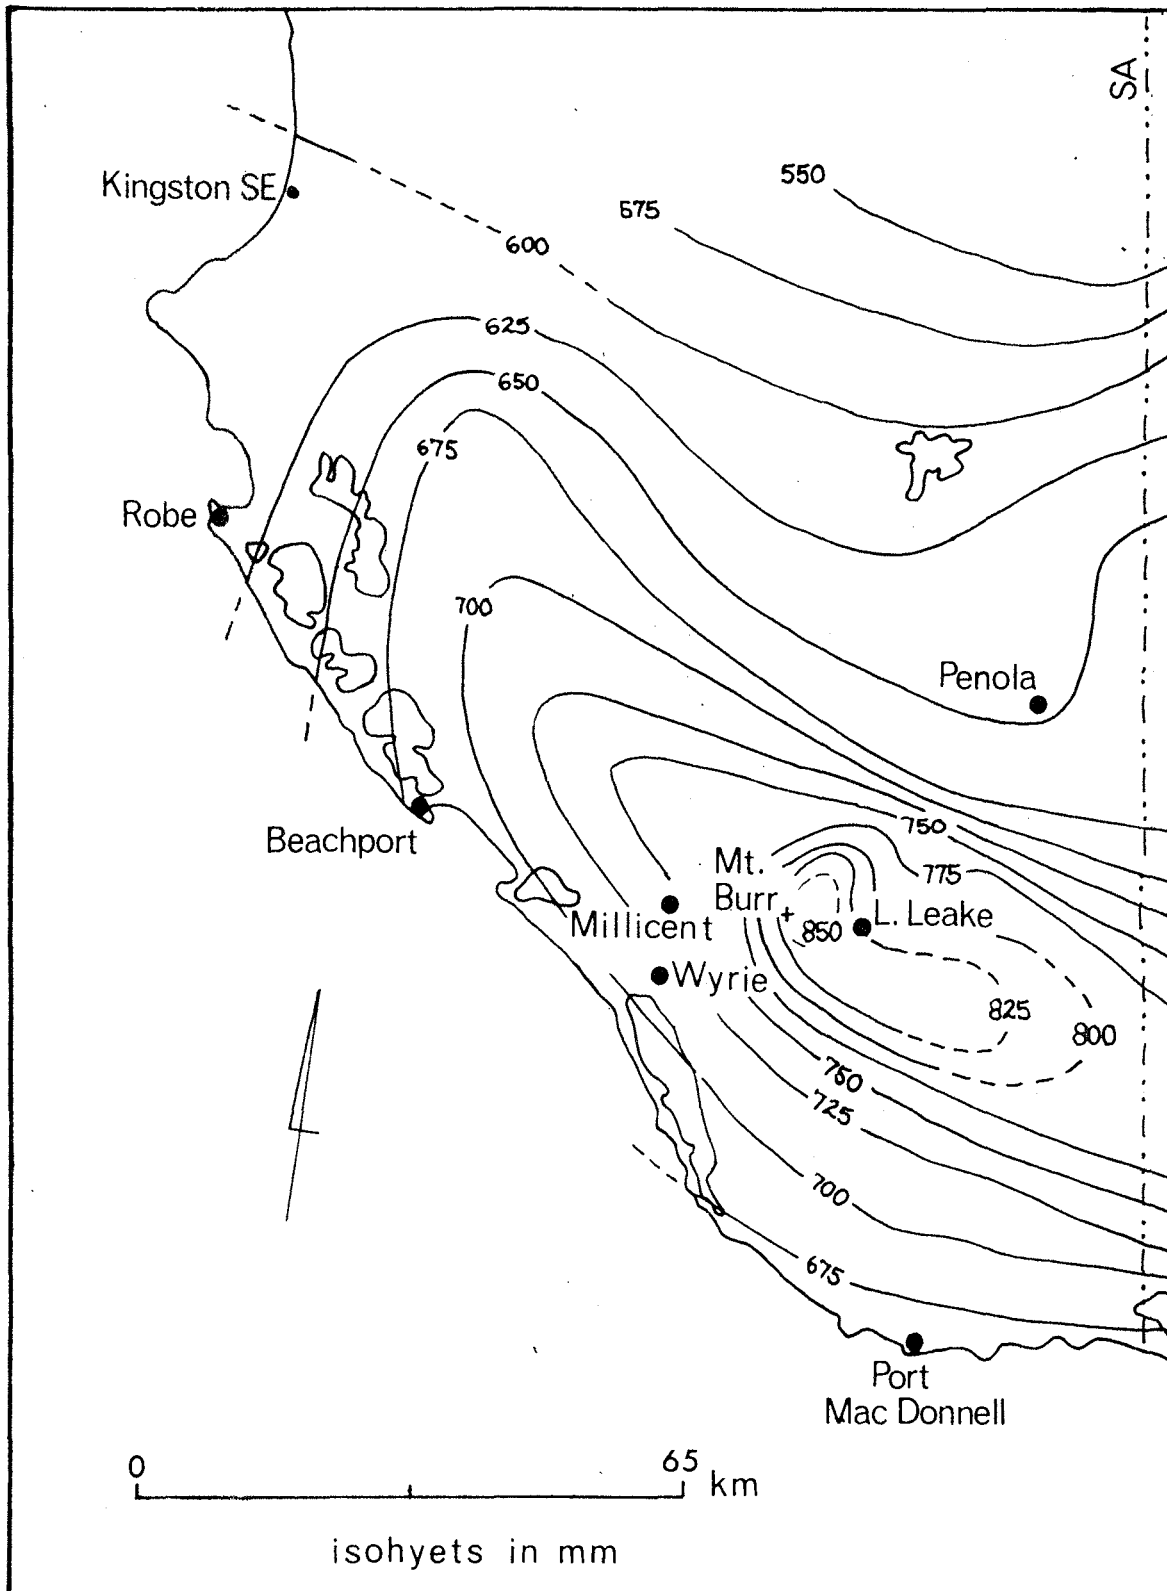 SA
550
Kingston SE
575
600
625
650
675
Robe
700
Penola
750
Beachport
Mt.
Burr
775
850
L. Leake
Millicent
Wyrie
825
800
750
725
700
675
Port
Mac Donnell
0
65
km
isohyets in mm